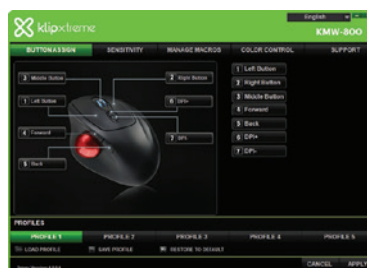 English
klipxtreme
KMW-800
BUTTON ASSIGN SENSITIVITY MANAGE MACROS COLOR CONTROL SUPPORT
3 Middle Button
2 Right Button
1 Left Button
6 DPI+
4 Forward
7 DPI-
5 Back
1 Left Button
2 Right Button
3 Middle Button
4 Forward
5 Back
6 DPI+
7 DPI-
PROFILES
PROFILE 1 PROFILE 2 PROFILE 3 PROFILE 4 PROFILE 5
LOAD PROFILE SAVE PROFILE RESTORE TO DEFAULT
CANCEL APPLY